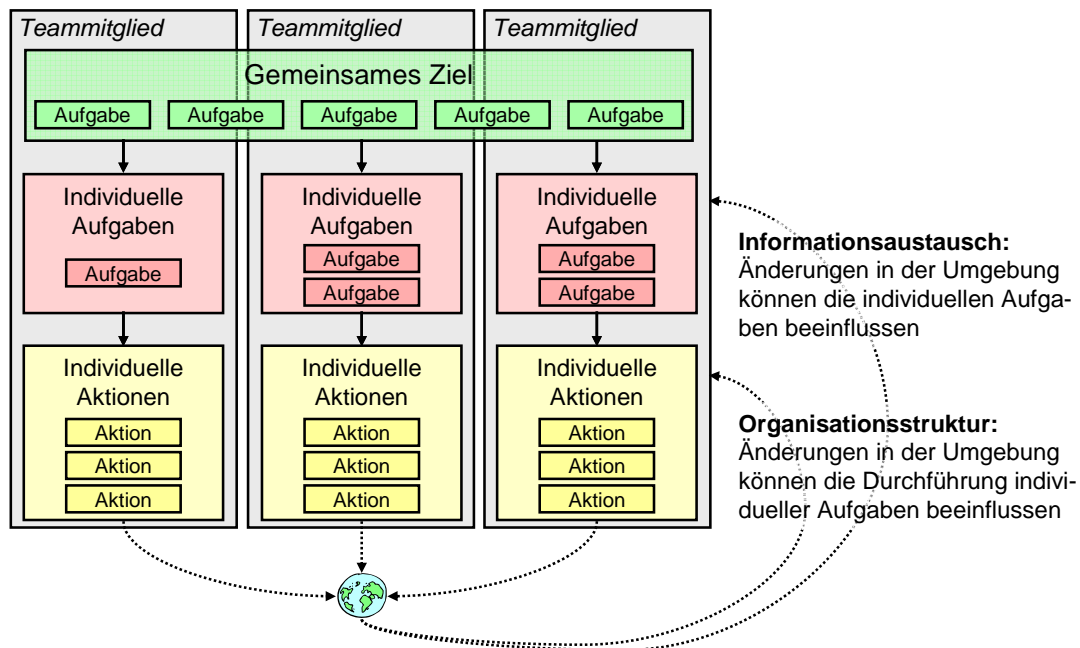 Teammitglied
Teammitglied
Teammitglied
Gemeinsames Ziel
Aufgabe
Aufgabe
Aufgabe
Aufgabe
Aufgabe
Individuelle
Aufgaben
Aufgabe
Individuelle
Aufgaben
Aufgabe
Aufgabe
Individuelle
Aufgaben
Aufgabe
Aufgabe
Individuelle
Aktionen
Aktion
Aktion
Aktion
Individuelle
Aktionen
Aktion
Aktion
Aktion
Individuelle
Aktionen
Aktion
Aktion
Aktion
Informationsaustausch:
Änderungen in der Umgebung
können die individuellen Aufga-
ben beeinflussen
Organisationsstruktur:
Änderungen in der Umgebung
können die Durchführung indivi-
dueller Aufgaben beeinflussen